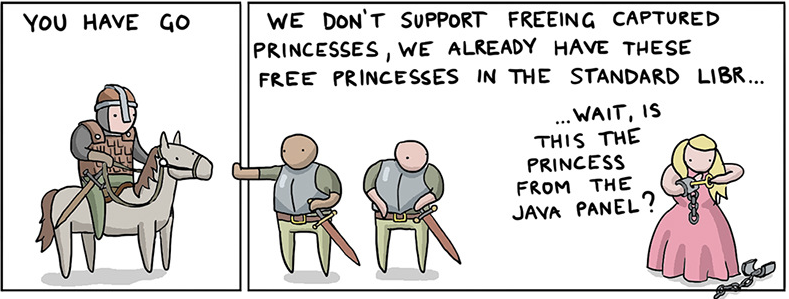 YOU HAVE GO
WE DON'T SUPPORT FREEING CAPTURED
PRINCESSES, WE ALREADY HAVE THESE
FREE PRINCESSES IN THE STANDARD LIBR...
...WAIT, IS
THIS THE
PRINCESS
FROM THE
JAVA PANEL?